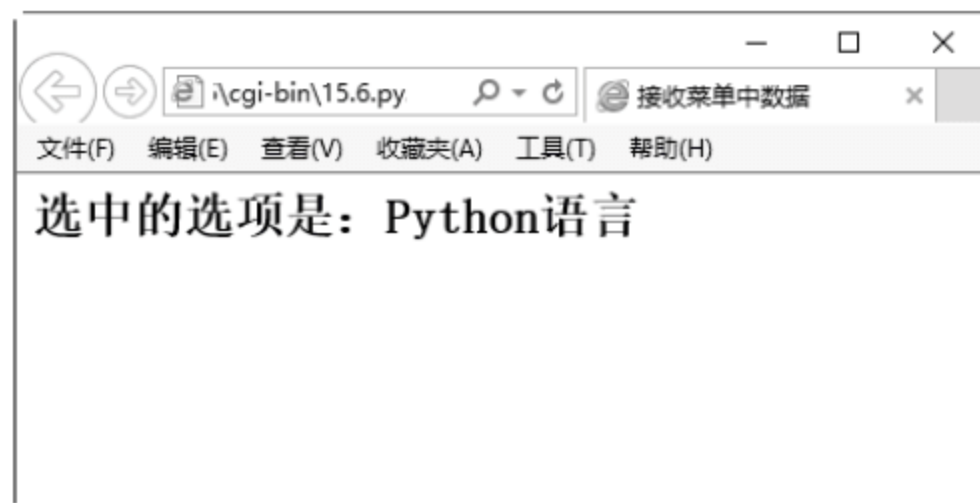 \cgi-bin\15.6.py
接收菜单中数据
文件(F) 编辑(E) 查看(V) 收藏夹(A) 工具(T) 帮助(H)
选中的选项是：Python语言